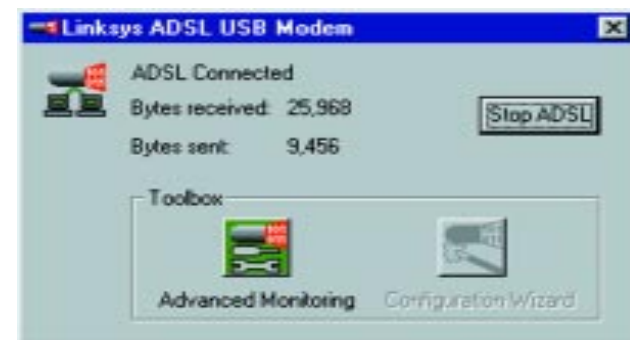 Linksys ADSL USB Modem
ADSL Connected
Bytes received: 25,968
Stop ADSL
Bytes sent: 9,456
Toolbox
Advanced Monitoring
Configuration Wizard